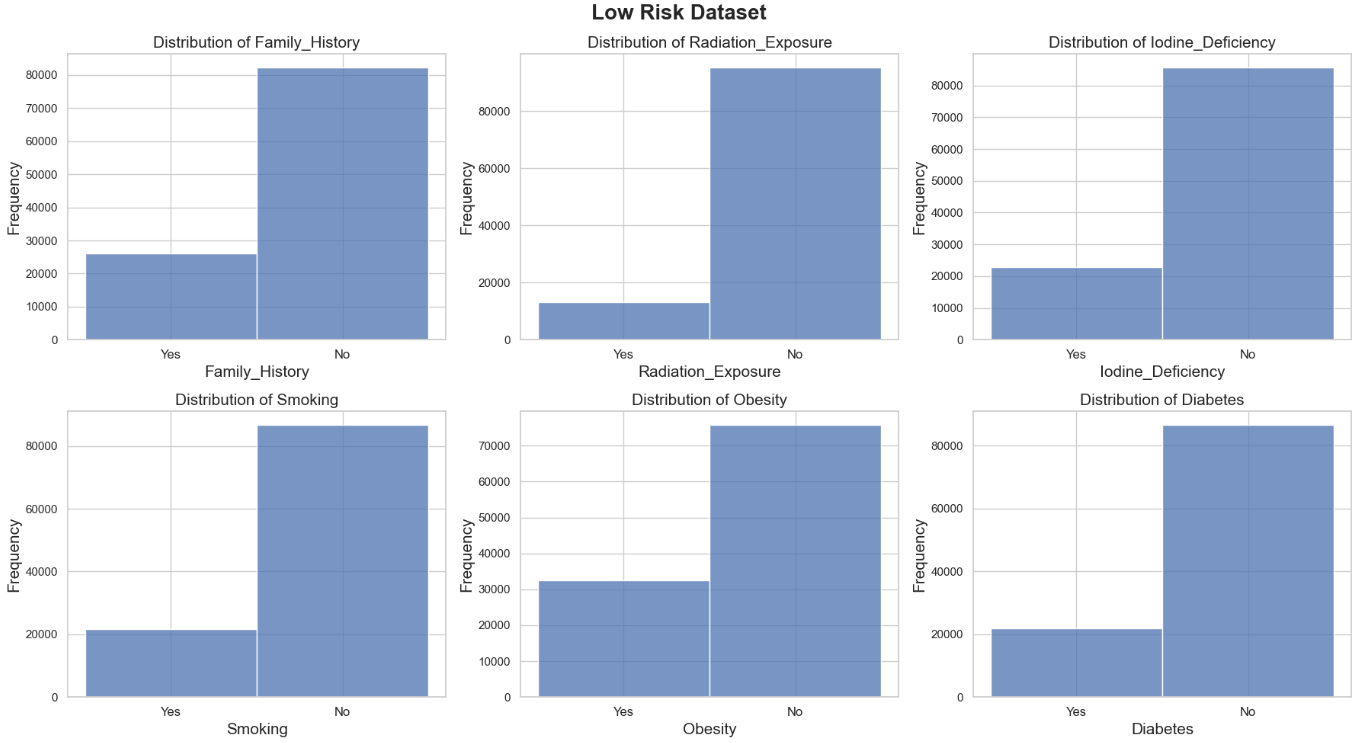 Low Risk Dataset
Distribution of Family_History
80000
70000
60000
50000
40000
30000
20000
10000
0
Frequency
Yes No
Family_History
Distribution of Radiation_Exposure
80000
60000
40000
20000
0
Frequency
Yes No
Radiation_Exposure
Distribution of Iodine_Deficiency
80000
70000
60000
50000
40000
30000
20000
10000
0
Frequency
Yes No
Iodine_Deficiency
Distribution of Smoking
80000
60000
40000
20000
0
Frequency
Yes No
Smoking
Distribution of Obesity
70000
60000
50000
40000
30000
20000
10000
0
Frequency
Yes No
Obesity
Distribution of Diabetes
80000
60000
40000
20000
0
Frequency
Yes No
Diabetes